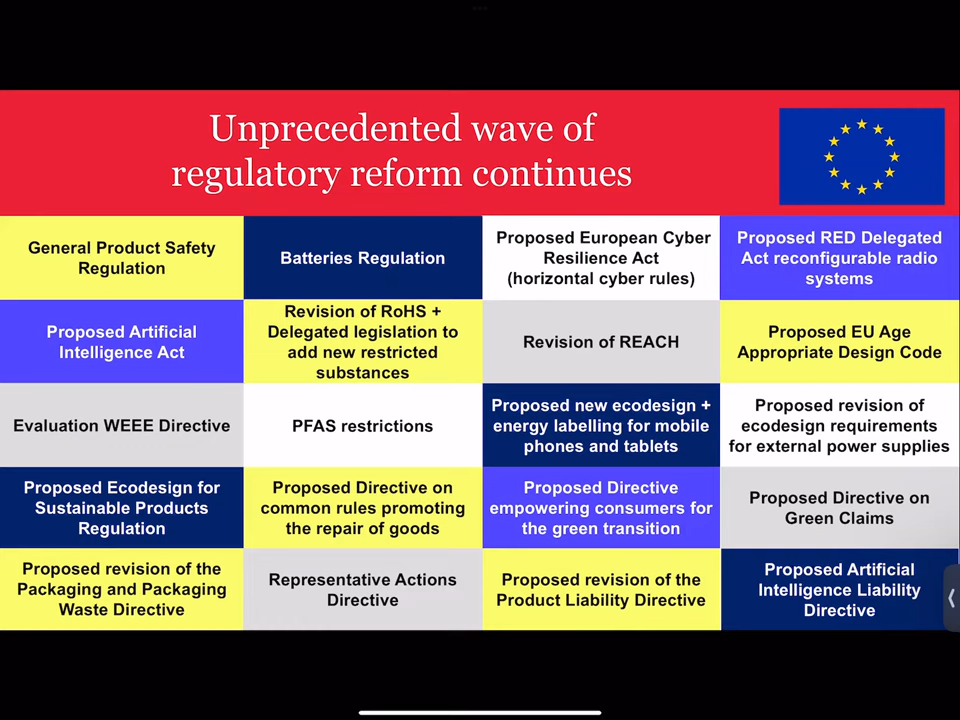 Unprecedented wave of
regulatory reform continues
General Product Safety
Regulation
Batteries Regulation
Proposed European Cyber
Resilience Act
(horizontal cyber rules)
Proposed RED Delegated
Act reconfigurable radio
systems
Proposed Artificial
Intelligence Act
Revision of RoHS +
Delegated legislation to
add new restricted
substances
Revision of REACH
Proposed EU Age
Appropriate Design Code
Evaluation WEEE Directive
PFAS restrictions
Proposed new ecodesign +
energy labelling for mobile
phones and tablets
Proposed revision of
ecodesign requirements
for external power supplies
Proposed Ecodesign for
Sustainable Products
Regulation
Proposed Directive on
common rules promoting
the repair of goods
Proposed Directive
empowering consumers for
the green transition
Proposed Directive on
Green Claims
Proposed revision of the
Packaging and Packaging
Waste Directive
Representative Actions
Directive
Proposed revision of the
Product Liability Directive
Proposed Artificial
Intelligence Liability
Directive